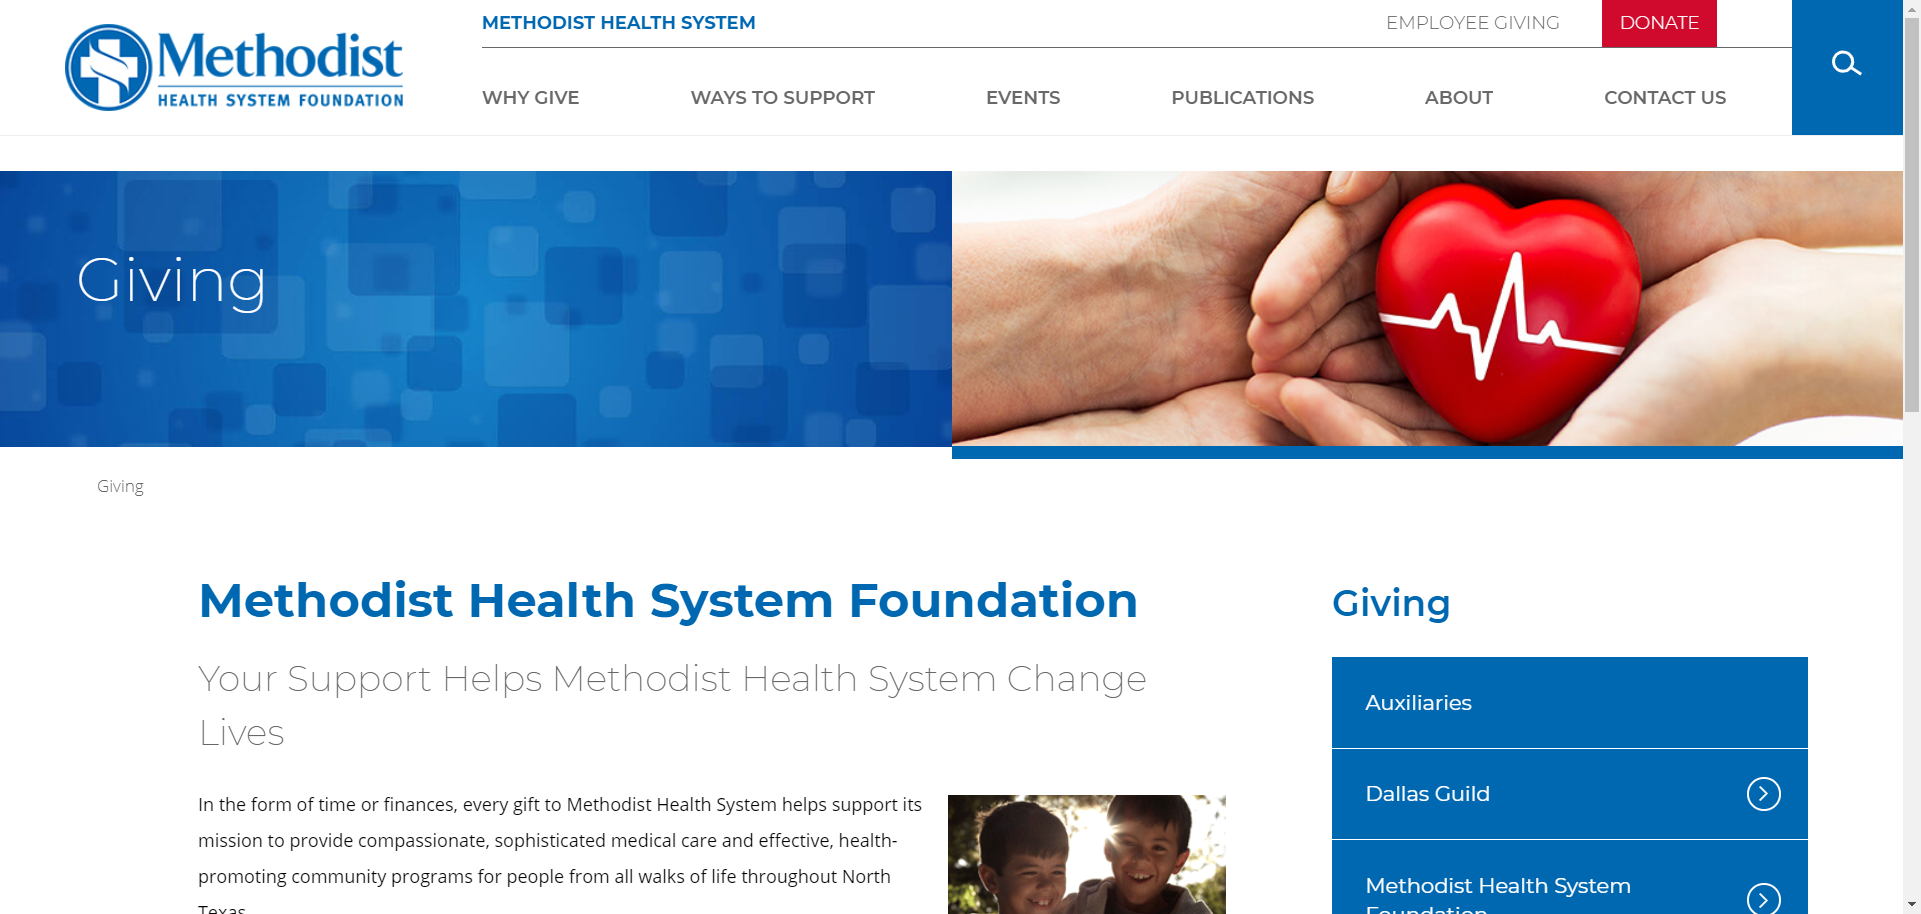 METHODIST HEALTH SYSTEM
EMPLOYEE GIVING
DONATE
Methodist
HEALTH SYSTEM FOUNDATION
WHY GIVE
WAYS TO SUPPORT
EVENTS
PUBLICATIONS
ABOUT
CONTACT US
Giving
Giving
Methodist Health System Foundation
Your Support Helps Methodist Health System Change
Lives
In the form of time or finances, every gift to Methodist Health System helps support its
mission to provide compassionate, sophisticated medical care and effective, health-
promoting community programs for people from all walks of life throughout North
Texas.
Giving
Auxiliaries
Dallas Guild
Methodist Health System
Foundation